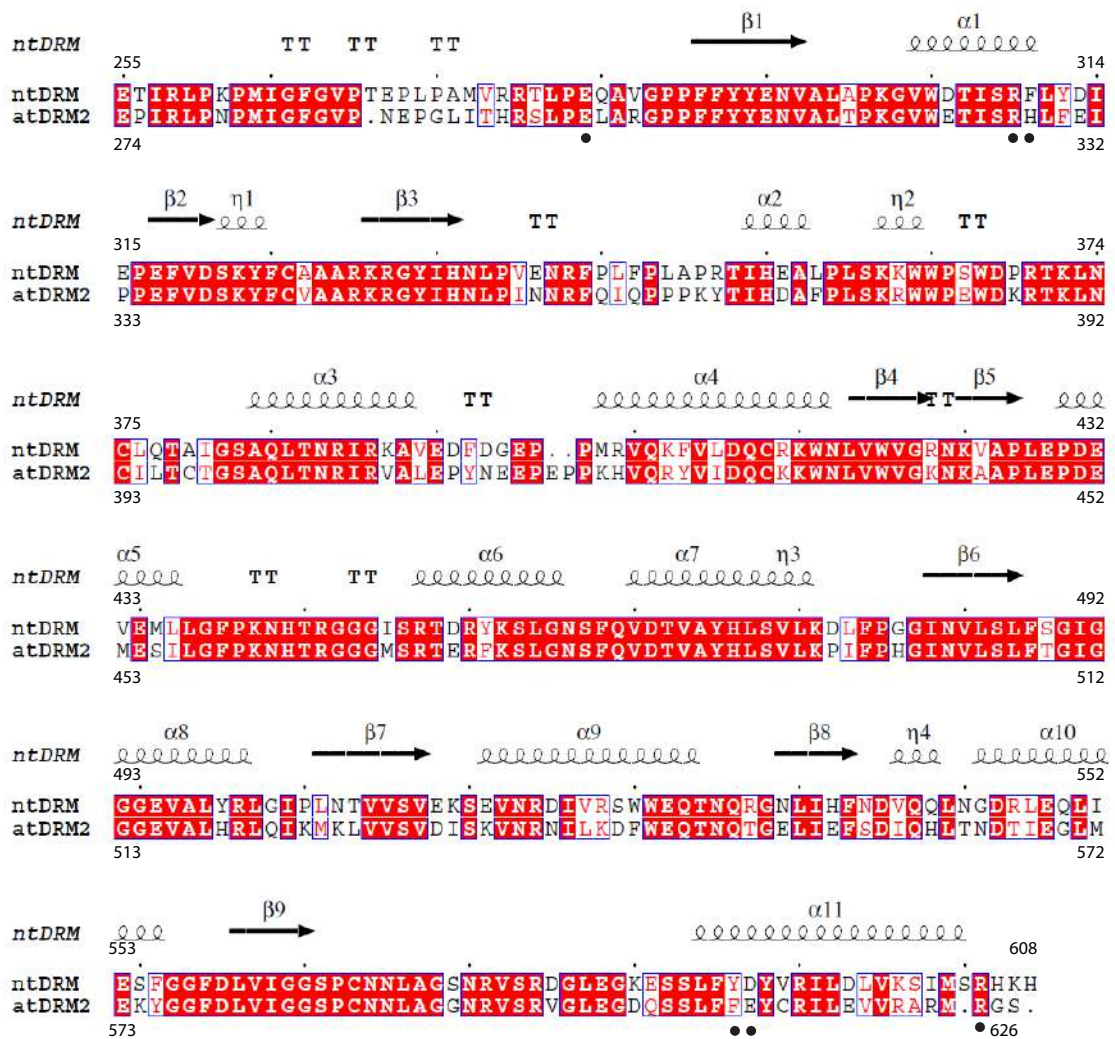 β1 α1
ntDRM TT TT TT
255 314
ntDRM ETIRLPKPMIGFGVPTEPLPAMVRRTLPEQAVGPPFFYYENVALAPKGVWDTISRFLYDI
atDRM2 EPIRLPNPMIGFGVP.NEPGLITHRSLPELARGPPFFYYENVALTPKGVWETISRHLFEI
274 332
β2 η1 β3 α2 η2
ntDRM TT TT
315 374
ntDRM EPEFVDSKYFCAAARKRGYIHNLPVENRFPLFPLAPRTIHEALPLSKKWWPSWDPRTKLN
atDRM2 PPEFVDSKYFCVAARKRGYIHNLPINNRFQIQPPPKYTIHDAFPLSKRWWPEWDKRTKLN
333 392
α3 α4 β4 β5
ntDRM TT TT
375 432
ntDRM CLQTAIGSAQLTNRIRKAVEDFDGEP..PMRVQKFVLDQCRKWNLVWVGRNKVAPLEPDE
atDRM2 CILTCTGSAQLTNRIRVALEPYNEEPEPPKHVQRYVIDQCKKWNLVWVGKNKAAPLEPDE
393 452
α5 α6 α7 η3 β6
ntDRM TT TT
433 492
ntDRM VEMLLGFPKNHTRGGGISRTDRYKSLGNSFQVDTVAYHLSVLKDLFPGGINVLSLFSGIG
atDRM2 MESILGFPKNHTRGGGMSRTERFKSLGNSFQVDTVAYHLSVLKPIFPHGINVLSLFTGIG
453 512
α8 β7 α9 β8 η4 α10
ntDRM
493 552
ntDRM GGEVALYRLGIPLNTVVSVEKSEVNRDIVRSWWEQTNQRGNLIHFNDVQQLNGDRLEQLI
atDRM2 GGEVALHRLQIKMKLVVSVDISKVNRNILKDFWEQTNQTGELIEFSDIQHLTNDTIEGLM
513 572
β9 α11
ntDRM
553 608
ntDRM ESFGGFDLVIGGSPCNNLAGSNRVSRDGLEGKESSLFYDYVRILDLVKSIMSRHKH
atDRM2 EKYGGFDLVIGGSPCNNLAGGNRVSRVGLEGDQSSLFFEYCRILEVVRARM.RGS.
573 626